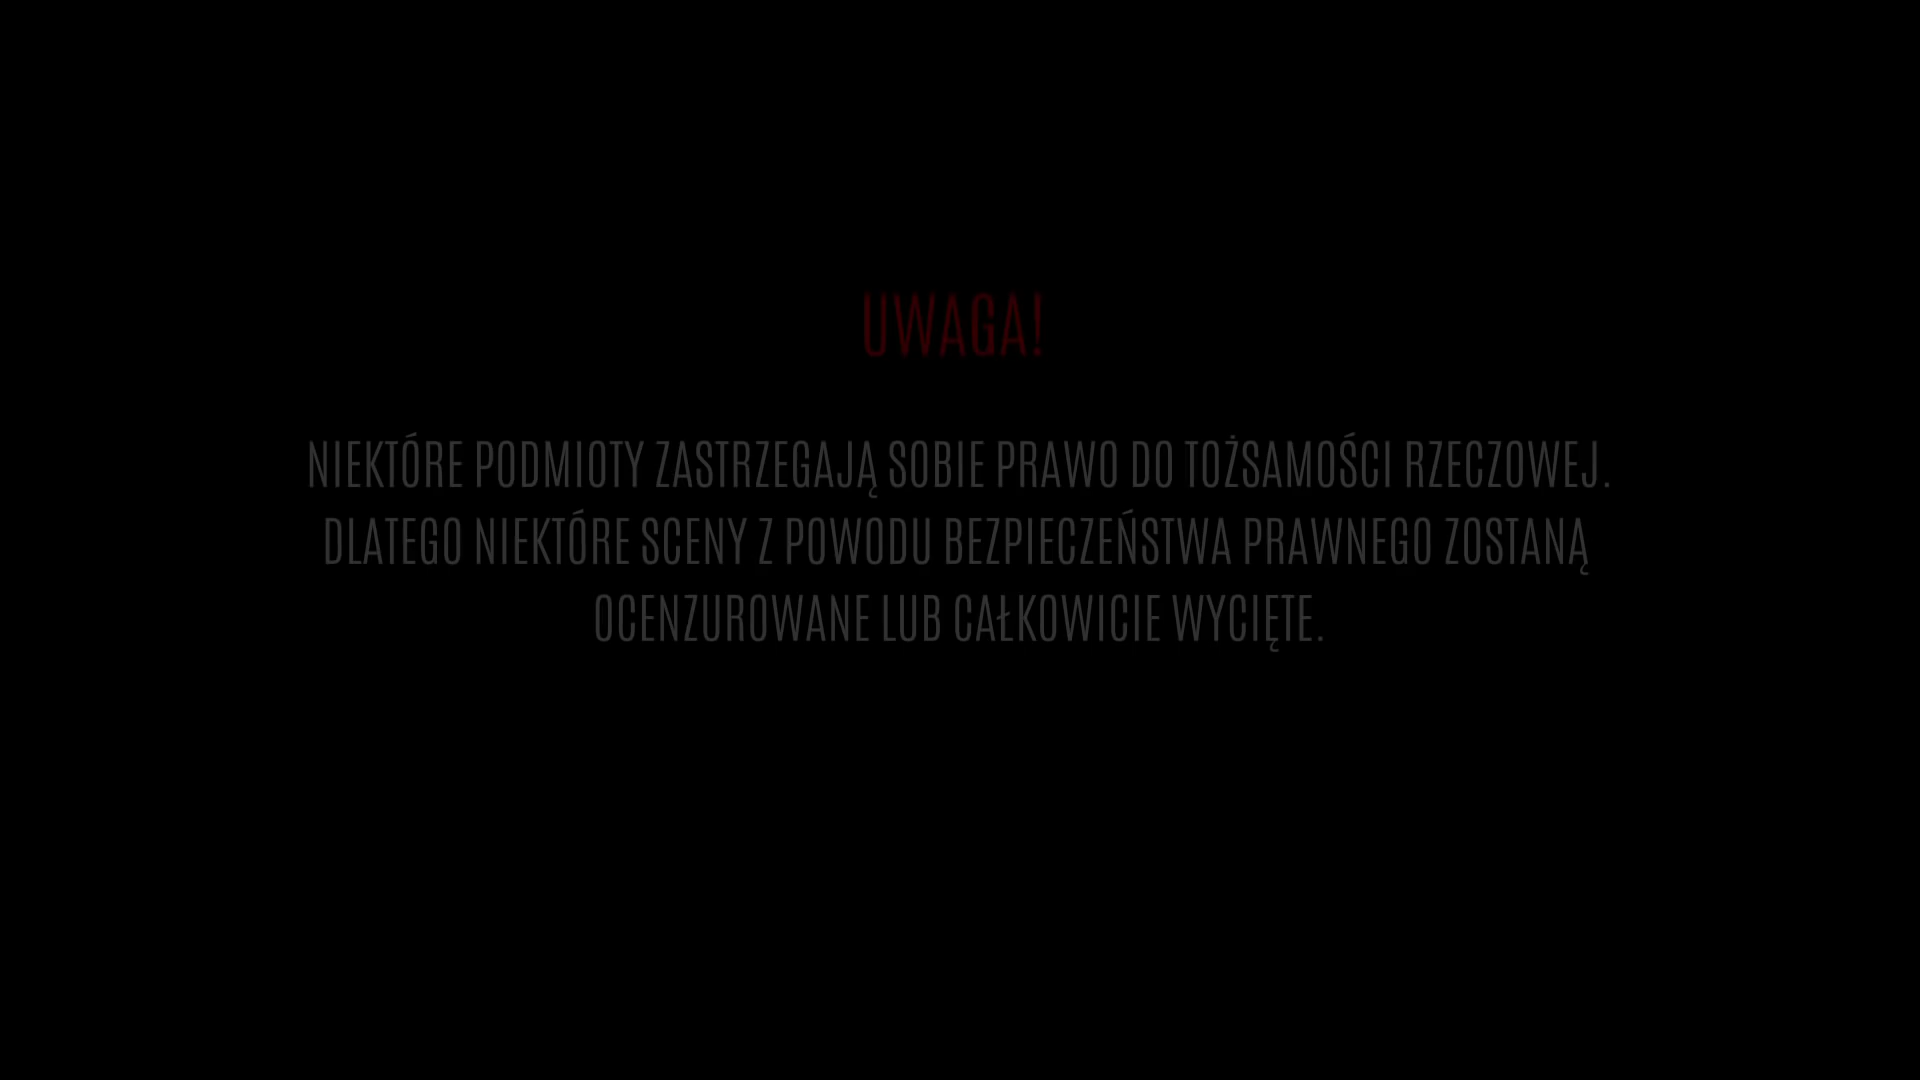 UWAGA!
NIEKTÓRE PODMIOTY ZASTRZEGAJĄ SOBIE PRAWO DO TOŻSAMOŚCI RZECZOWEJ.
DLATEGO NIEKTÓRE SCENY Z POWODU BEZPIECZEŃSTWA PRAWNEGO ZOSTANĄ
OCENZUROWANE LUB CAŁKOWICIE WYCIĘTE.